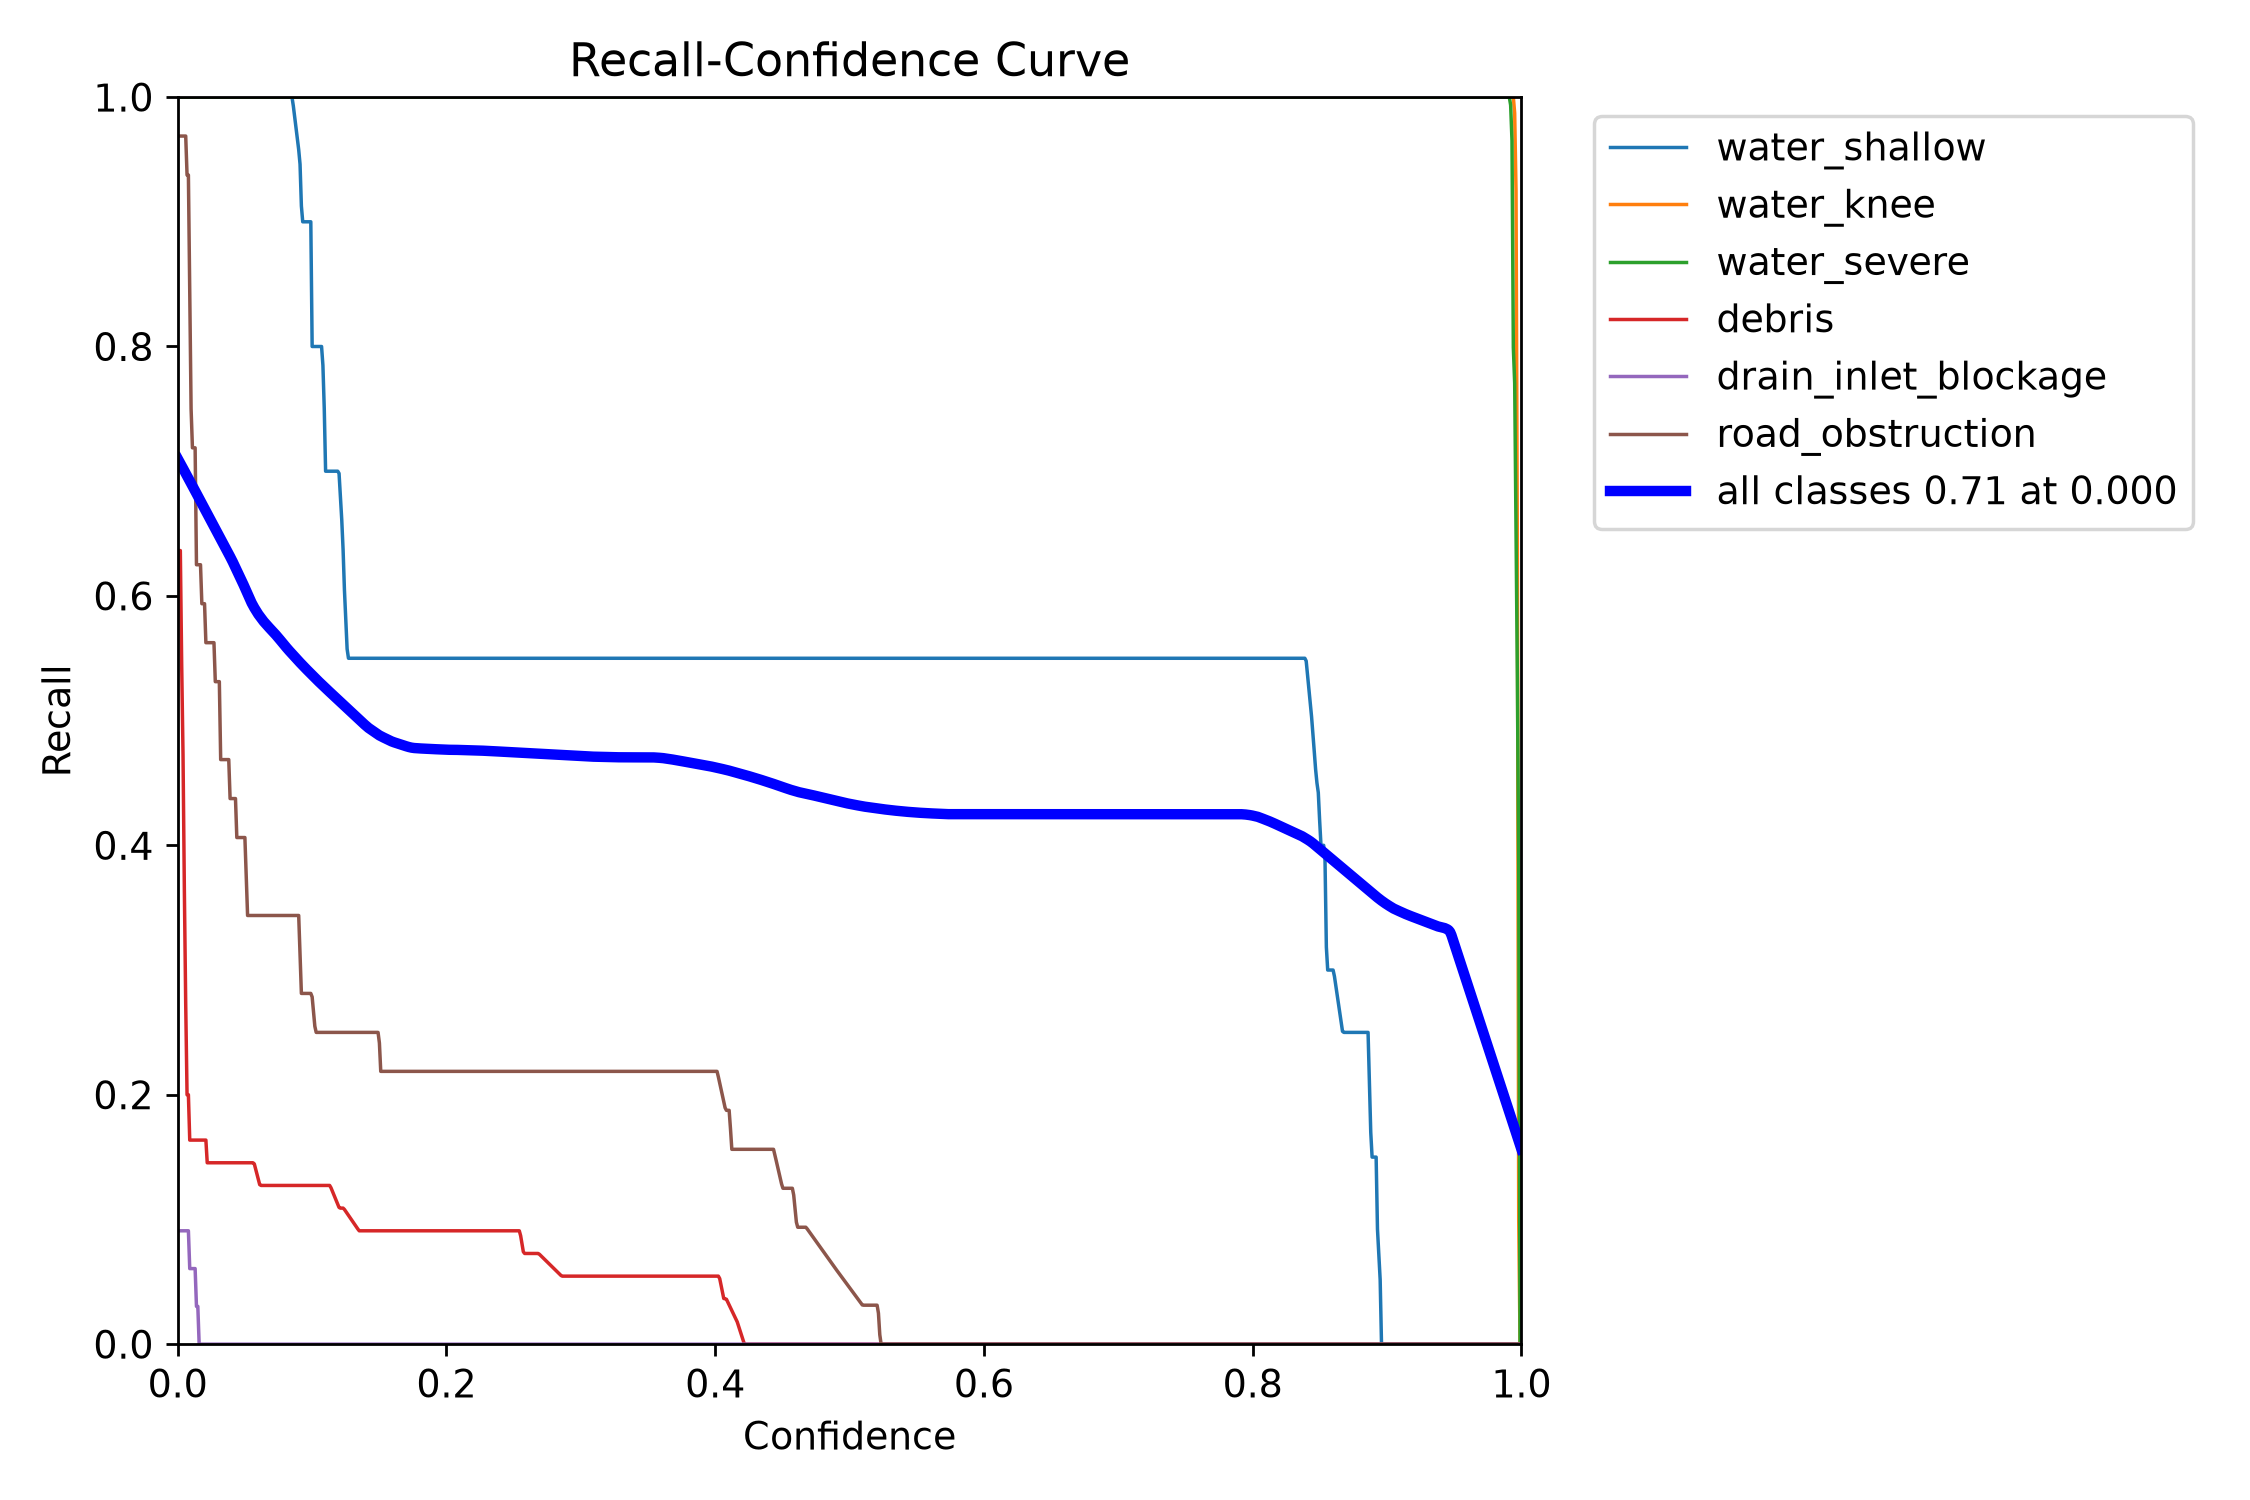 Recall-Confidence Curve
1.0
0.8
0.6
0.4
0.2
0.0
Recall
0.0 0.2 0.4 0.6 0.8 1.0
Confidence
water_shallow
water_knee
water_severe
debris
drain_inlet_blockage
road_obstruction
all classes 0.71 at 0.000